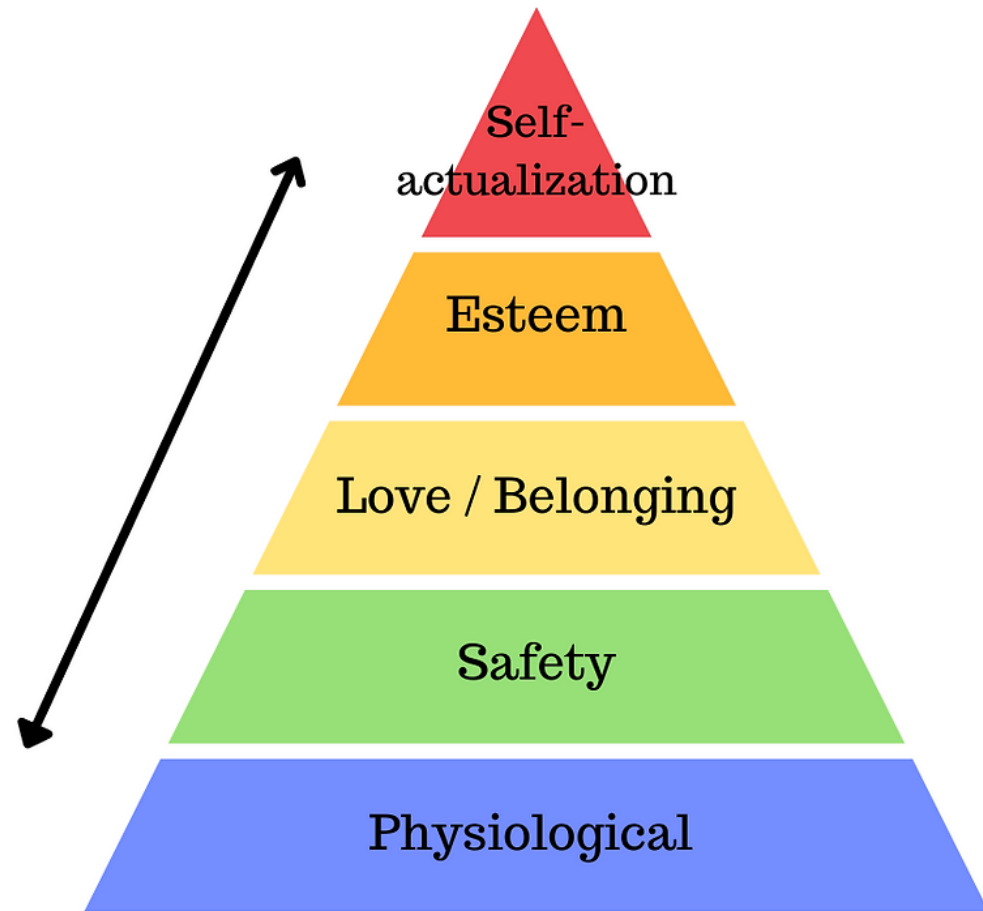 Self-
actualization
Esteem
Love / Belonging
Safety
Physiological